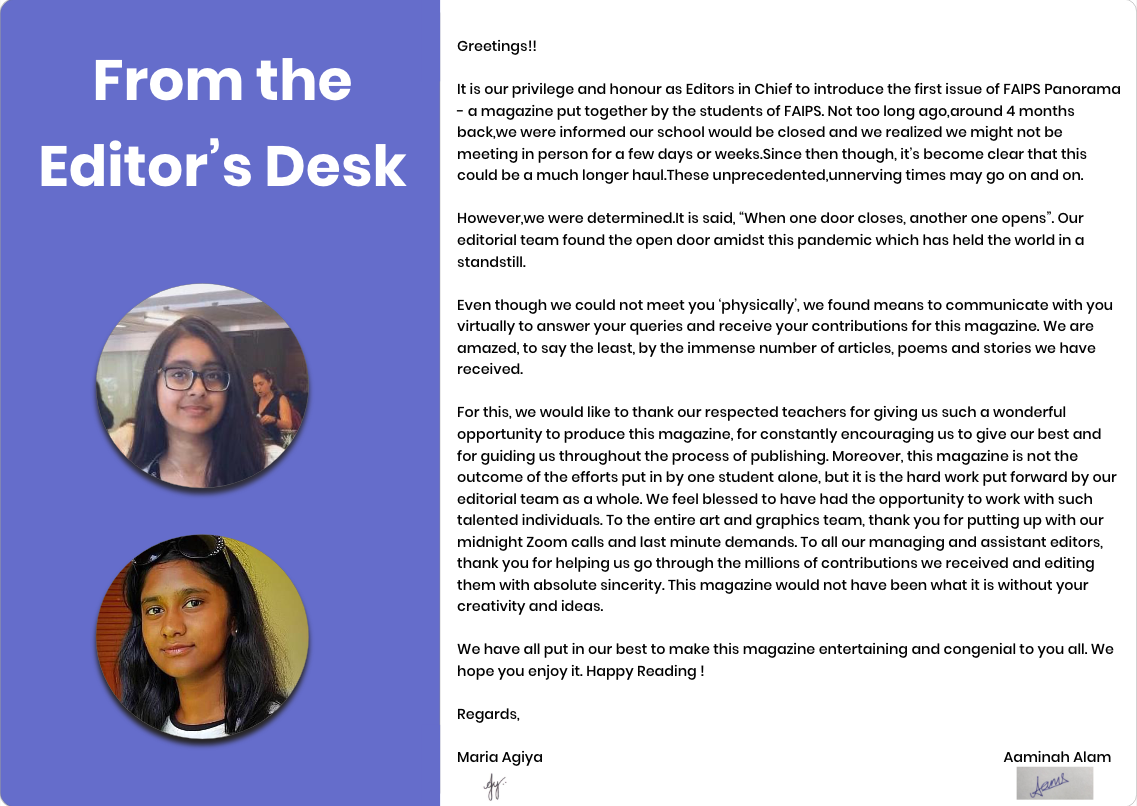 From the
Editor’s Desk
Greetings!!
It is our privilege and honour as Editors in Chief to introduce the first issue of FAIPS Panorama
- a magazine put together by the students of FAIPS. Not too long ago,around 4 months
back,we were informed our school would be closed and we realized we might not be
meeting in person for a few days or weeks.Since then though, it’s become clear that this
could be a much longer haul.These unprecedented,unnerving times may go on and on.
However,we were determined.It is said, “When one door closes, another one opens”. Our
editorial team found the open door amidst this pandemic which has held the world in a
standstill.
Even though we could not meet you ‘physically’, we found means to communicate with you
virtually to answer your queries and receive your contributions for this magazine. We are
amazed, to say the least, by the immense number of articles, poems and stories we have
received.
For this, we would like to thank our respected teachers for giving us such a wonderful
opportunity to produce this magazine, for constantly encouraging us to give our best and
for guiding us throughout the process of publishing. Moreover, this magazine is not the
outcome of the efforts put in by one student alone, but it is the hard work put forward by our
editorial team as a whole. We feel blessed to have had the opportunity to work with such
talented individuals. To the entire art and graphics team, thank you for putting up with our
midnight Zoom calls and last minute demands. To all our managing and assistant editors,
thank you for helping us go through the millions of contributions we received and editing
them with absolute sincerity. This magazine would not have been what it is without your
creativity and ideas.
We have all put in our best to make this magazine entertaining and congenial to you all. We
hope you enjoy it. Happy Reading !
Regards,
Maria Agiya Aaminah Alam